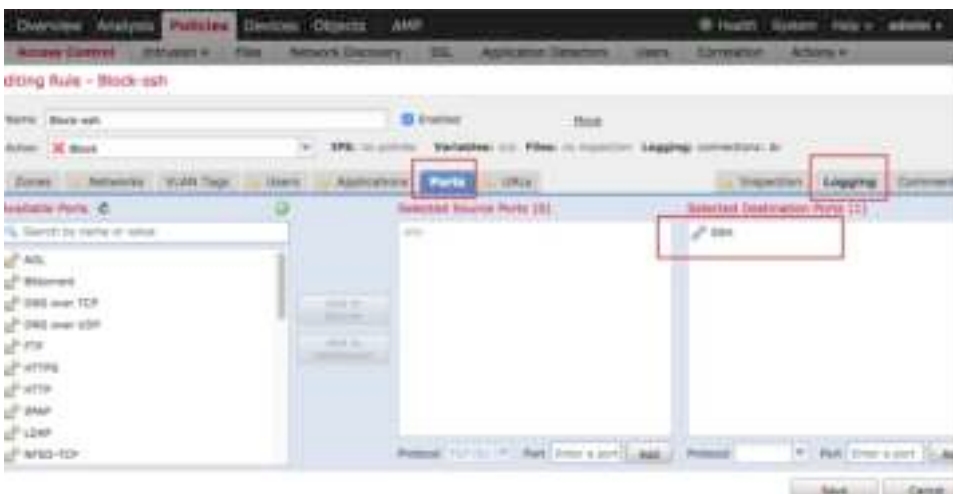 Overview Analysis Policies Devices Objects AMP Health System Help admin
Access Control Intrusion Files Network Discovery SSL Application Detectors Users Correlation Actions
diting Rule - Block-ssh
Name Block-ssh Enabled Move
Action Block IPS: no policies Variables: n/a Files: no inspection Logging: connections:
Zones Networks VLAN Tags Users Applications Ports URLs Inspection Logging Comment
Available Ports Selected Source Ports (0) Selected Destination Ports (1)
Search by name or value
any
SSH
AOL
Bittorrent
DNS over TCP
DNS over UDP
FTP
HTTPS
HTTP
IMAP
LDAP
NFSD-TCP
Add to
Add to
Protocol Port Enter a port Add Protocol Port Enter a port
Save Cancel